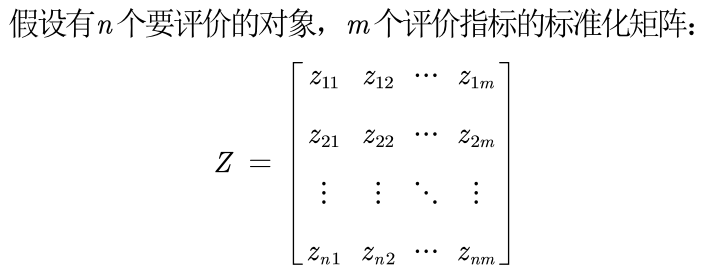 假设有n个要评价的对象，m个评价指标的标准化矩阵：
z11 z12 ⋯ z1m
z21 z22 ⋯ z2m
Z =
⋮ ⋮ ⋱ ⋮
zn1 zn2 ⋯ znm